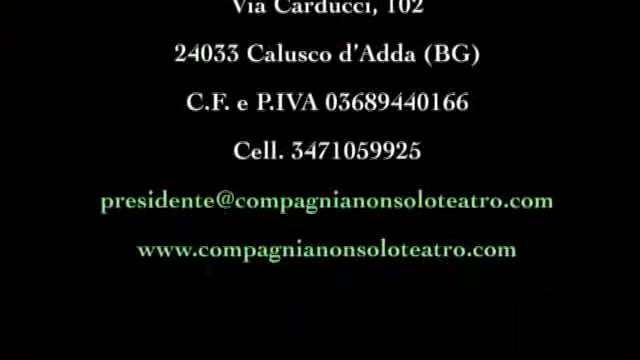 Via Carducci, 102
24033 Calusco d'Adda (BG)
C.F. e P.IVA 03689440166
Cell. 3471059925
presidente@compagnianonsoloteatro.com
www.compagnianonsoloteatro.com